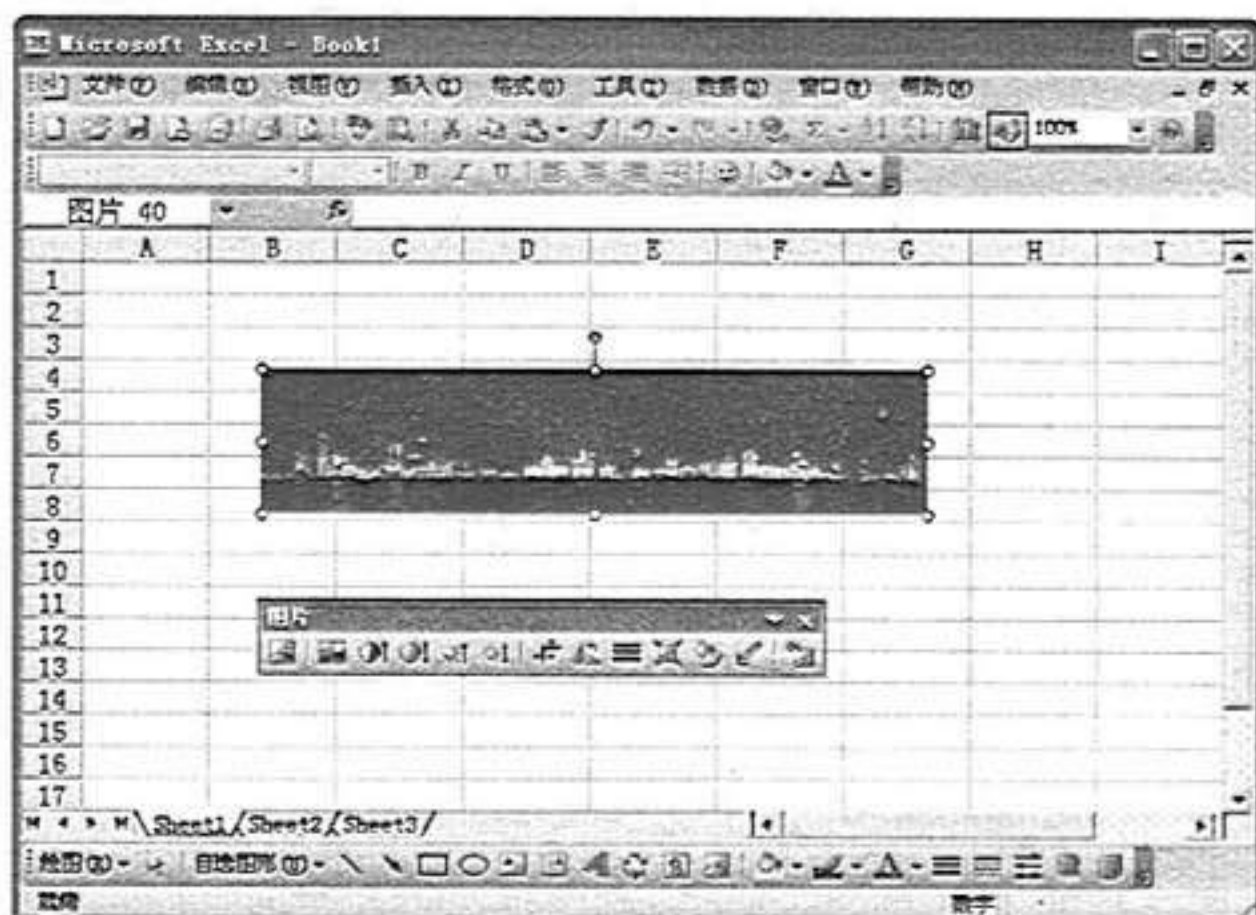 Microsoft Excel - Book1
文件(F) 编辑(E) 视图(V) 插入(I) 格式(O) 工具(T) 数据(D) 窗口(W) 帮助(H)
100%
B I U A
图片 40 fx
A B C D E F G H I
1
2
3
4
5
6
7
8
9
10
11
图片
12
13
14
15
16
17
Sheet1 Sheet2 Sheet3
绘图(R) 自选图形(U) A
就绪 数字